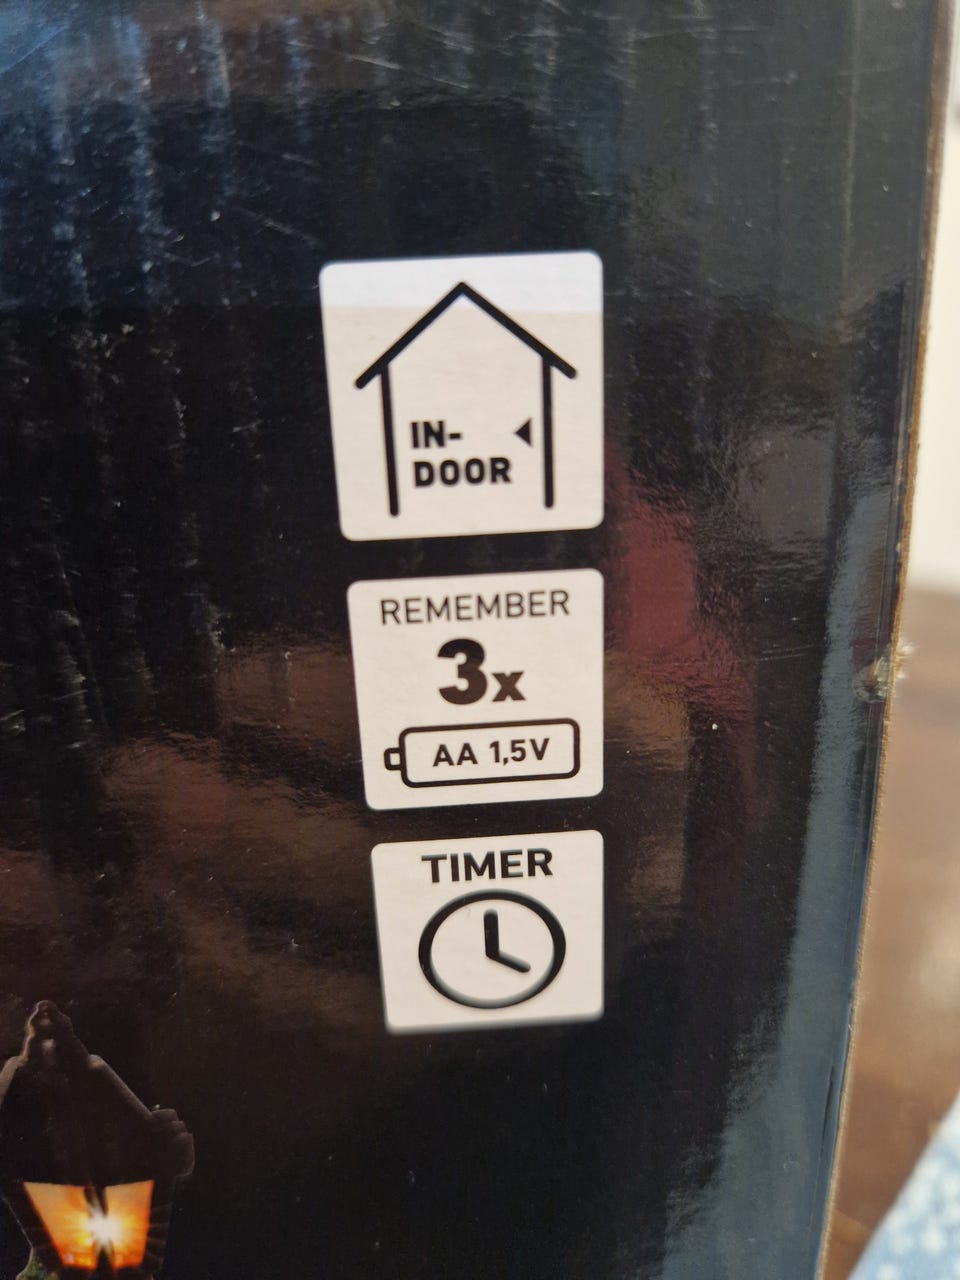 IN-
DOOR
REMEMBER
3x
AA 1,5V
TIMER